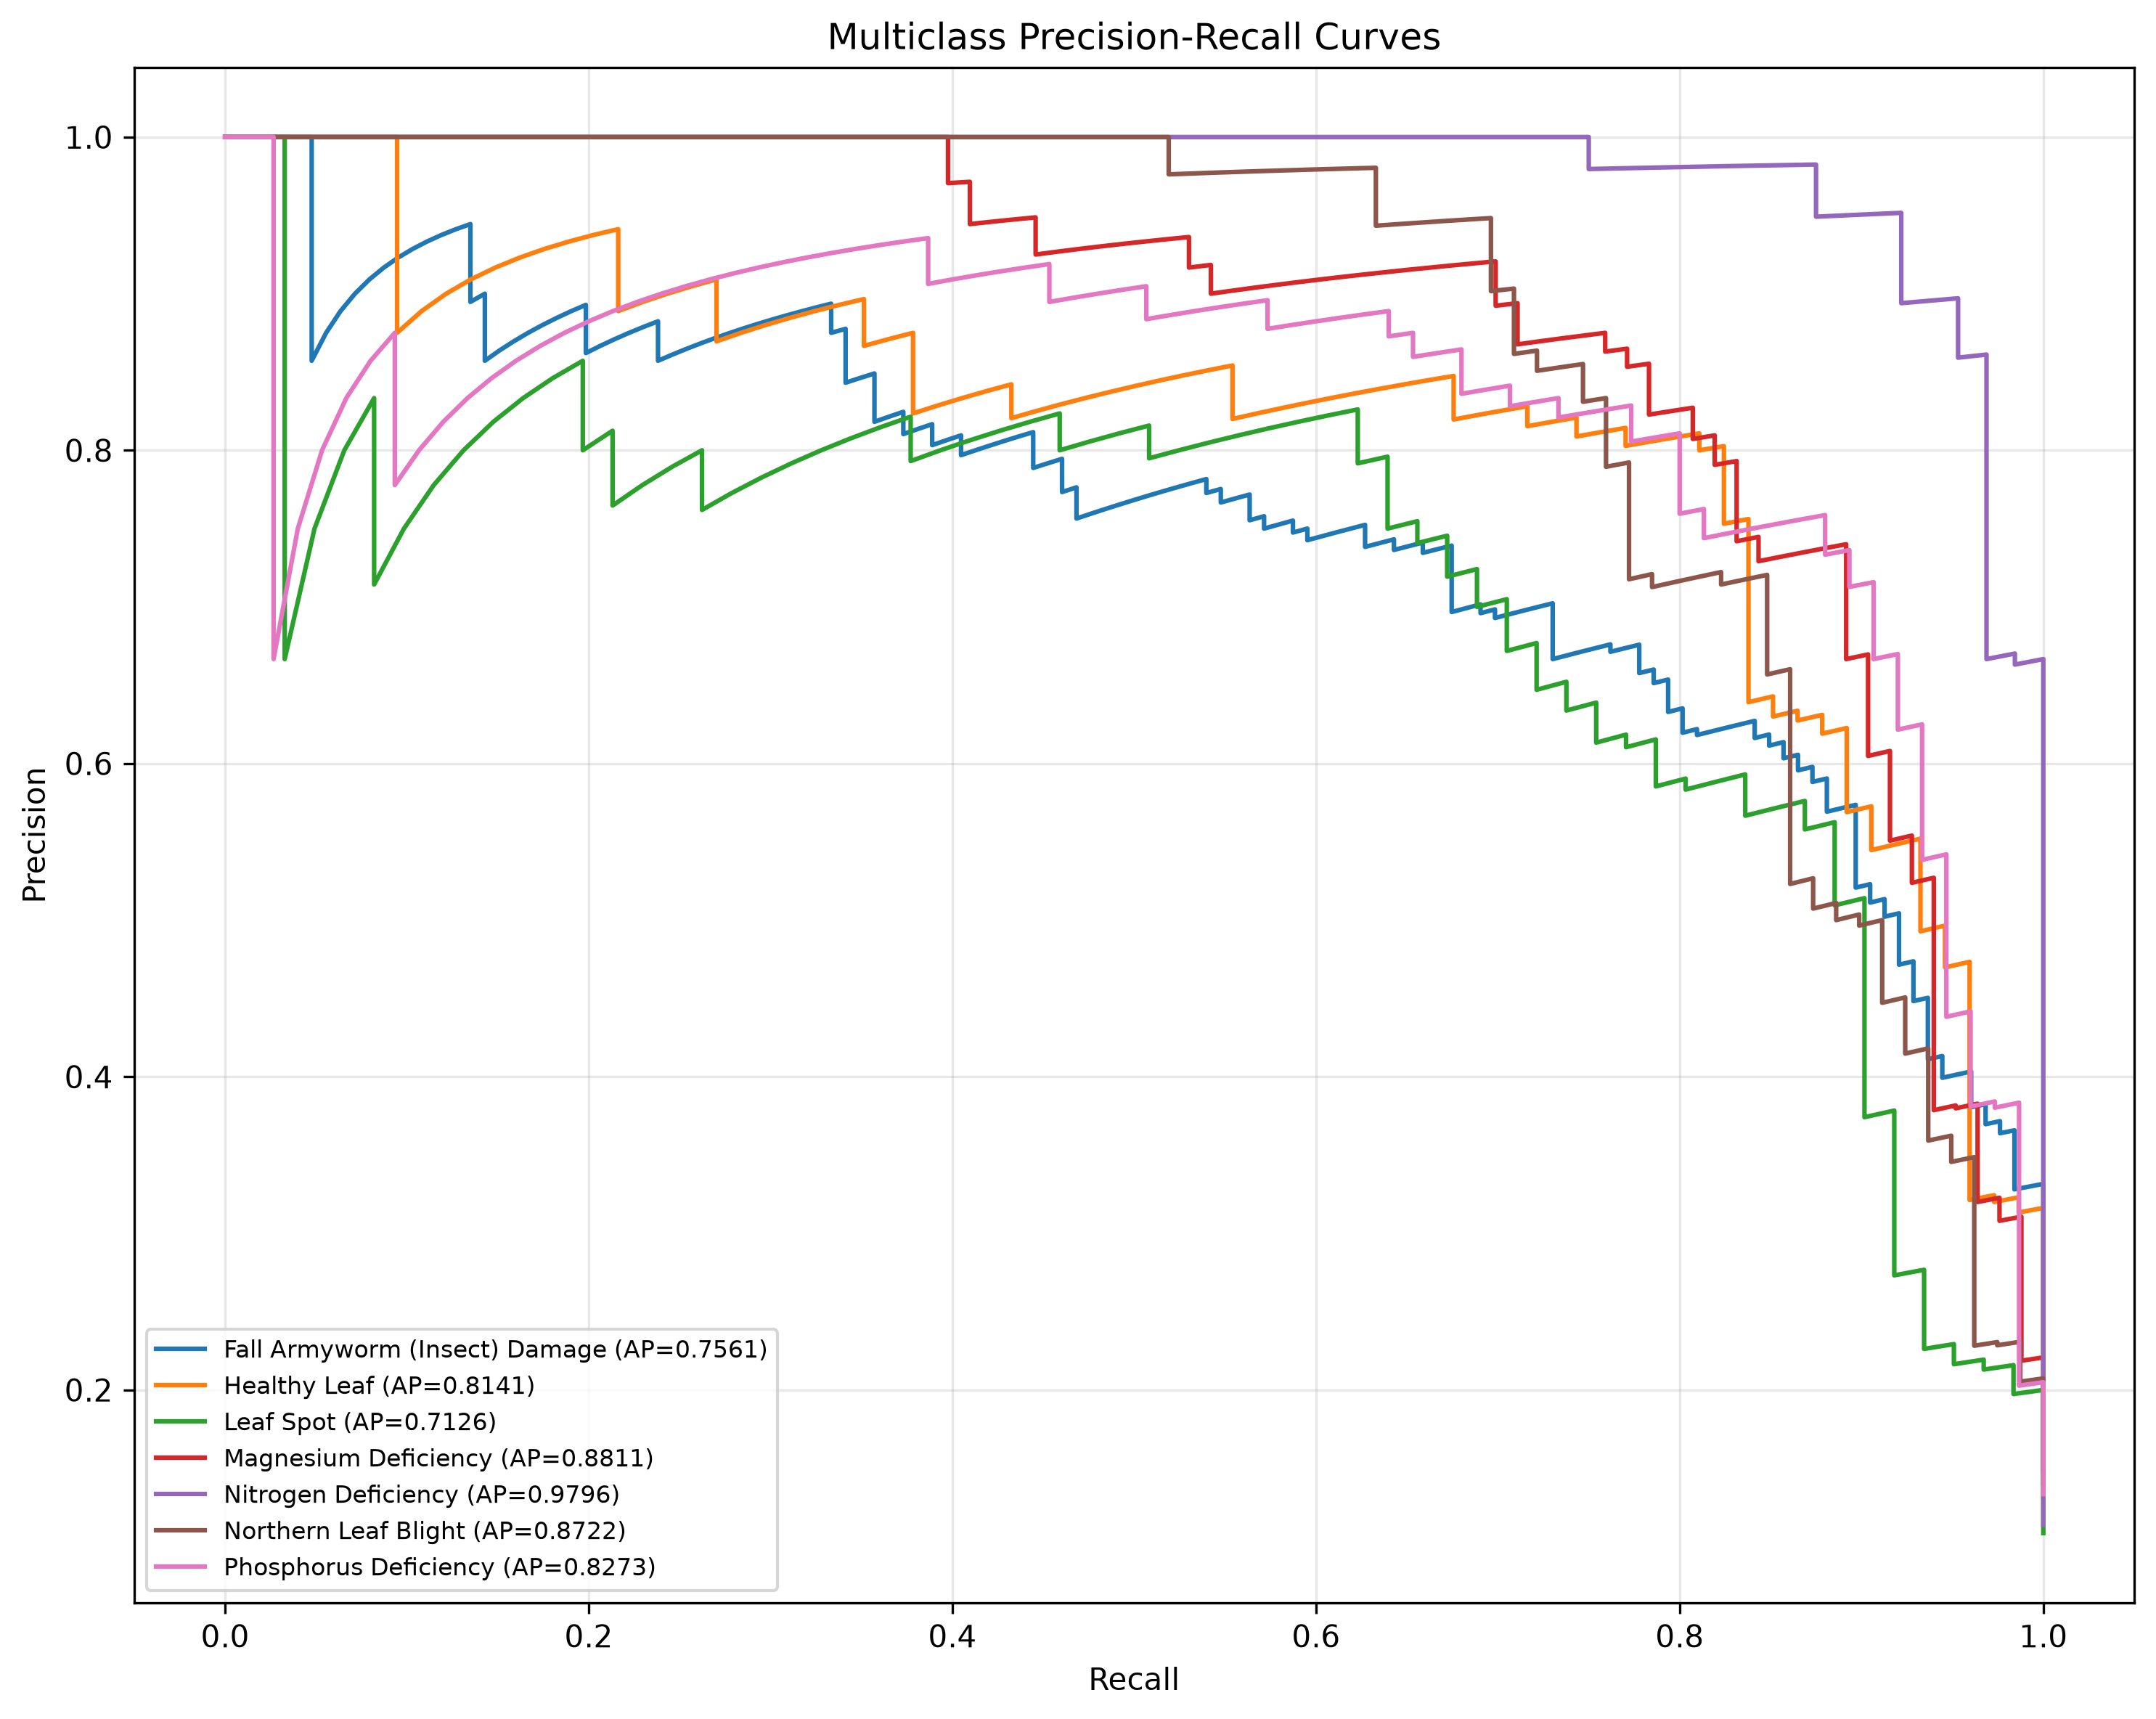 Multiclass Precision-Recall Curves
1.0
0.8
0.6
0.4
0.2
Precision
Fall Armyworm (Insect) Damage (AP=0.7561)
Healthy Leaf (AP=0.8141)
Leaf Spot (AP=0.7126)
Magnesium Deficiency (AP=0.8811)
Nitrogen Deficiency (AP=0.9796)
Northern Leaf Blight (AP=0.8722)
Phosphorus Deficiency (AP=0.8273)
0.0 0.2 0.4 0.6 0.8 1.0
Recall